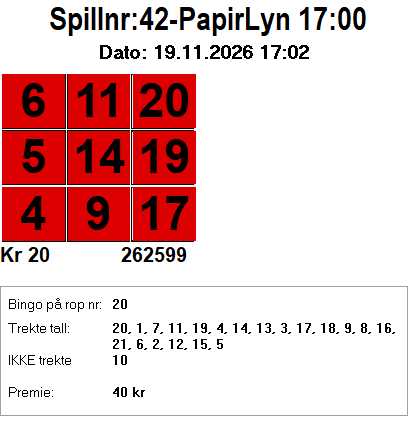 Spillnr:42-PapirLyn 17:00
Dato: 19.11.2026 17:02
6 11 20
5 14 19
4 9 17
Kr 20 262599
Bingo på rop nr: 20
Trekte tall: 20, 1, 7, 11, 19, 4, 14, 13, 3, 17, 18, 9, 8, 16,
21, 6, 2, 12, 15, 5
IKKE trekte 10
Premie: 40 kr